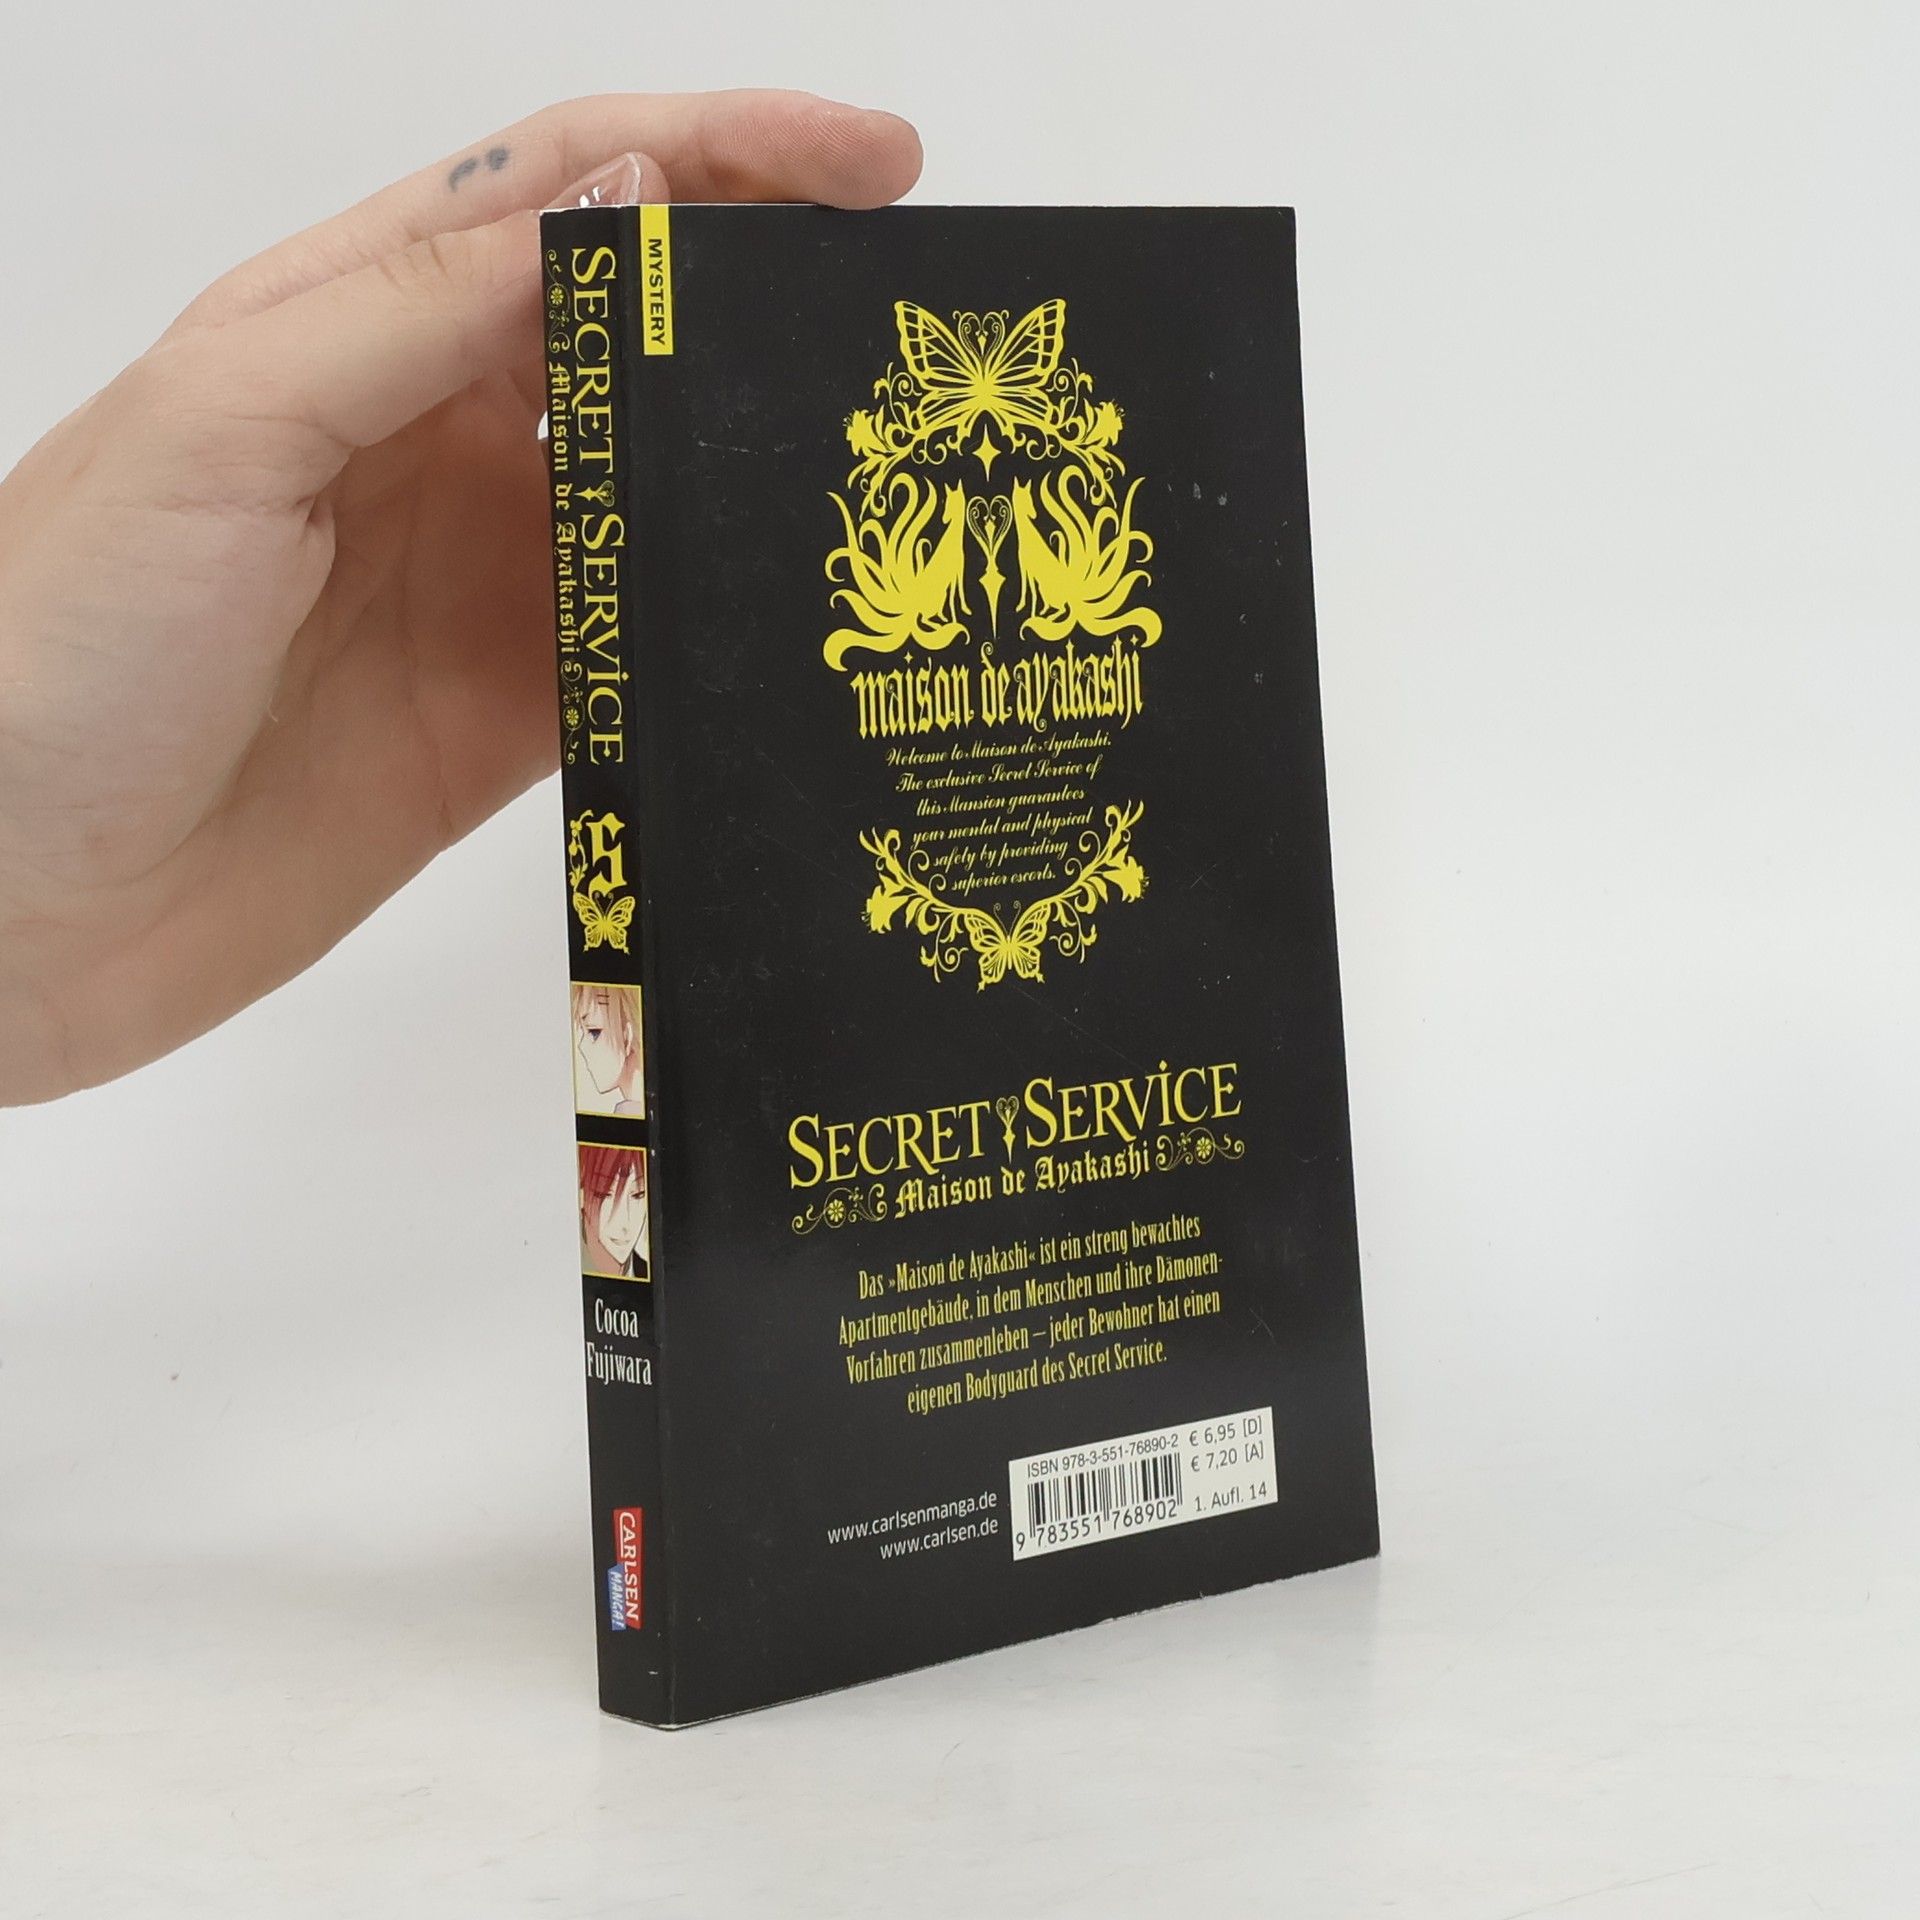 SECRET SERVICE
Maison de Ayakashi
5
Cocoa
Fujiwara
CARLSEN
MANGA!
MYSTERY
maison de ayakashi
Welcome to Maison de Ayakashi.
The exclusive Secret Service of
this Mansion guarantees
your mental and physical
safety by providing
superior escorts.
SECRET SERVICE
Maison de Ayakashi
Das »Maison de Ayakashi« ist ein streng bewachtes
Apartmentgebäude, in dem Menschen und ihre Dämonen-
Vorfahren zusammenleben – jeder Bewohner hat einen
eigenen Bodyguard des Secret Service.
www.carlsenmanga.de
www.carlsen.de
ISBN 978-3-551-76890-2
€ 6,95 [D]
€ 7,20 [A]
1. Aufl. 14
9 783551 768902